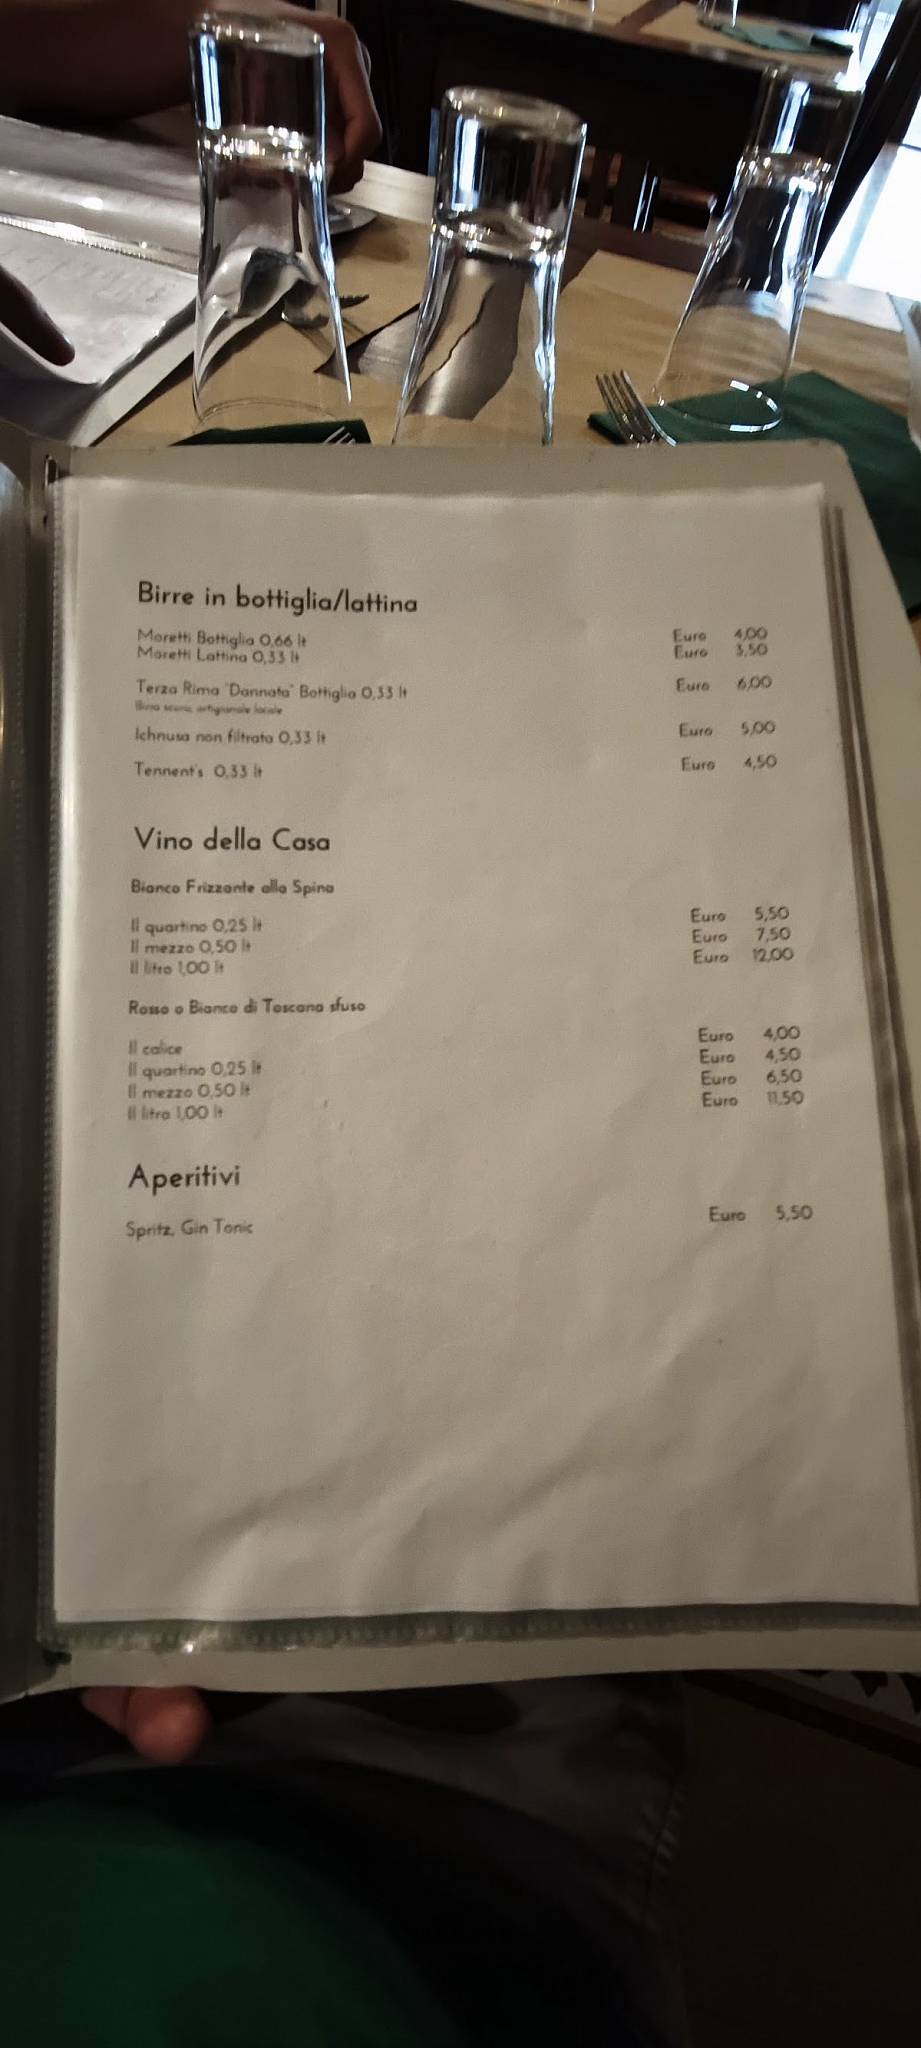 Birre in bottiglia/lattina
Moretti Bottiglia 0,66 lt Euro 4,00
Moretti Lattina 0,33 lt Euro 3,50
Terza Rima "Dannata" Bottiglia 0,33 lt Euro 6,00
Birra scura, artigianale locale
Ichnusa non filtrata 0,33 lt Euro 5,00
Tennent's 0,33 lt Euro 4,50
Vino della Casa
Bianco Frizzante alla Spina
Il quartino 0,25 lt Euro 5,50
Il mezzo 0,50 lt Euro 7,50
Il litro 1,00 lt Euro 12,00
Rosso o Bianco di Toscana sfuso
Il calice Euro 4,00
Il quartino 0,25 lt Euro 4,50
Il mezzo 0,50 lt Euro 6,50
Il litro 1,00 lt Euro 11,50
Aperitivi
Spritz, Gin Tonic Euro 5,50